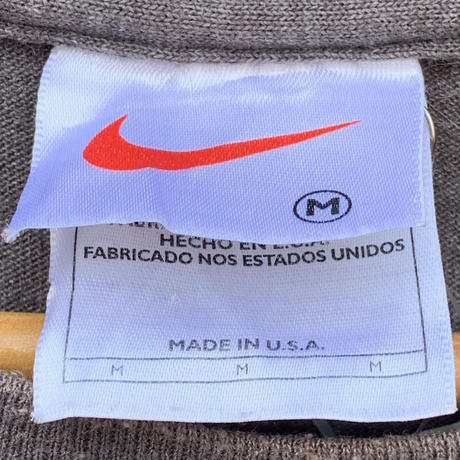 M
HECHO EN E.U.A.
FABRICADO NOS ESTADOS UNIDOS
MADE IN U.S.A.
M M M